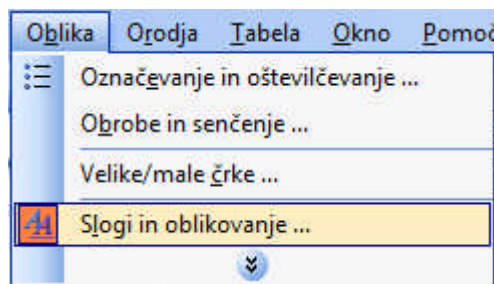 Oblika Orodja Tabela Okno Pomoč
Označevanje in oštevilčevanje ...
Obrobe in senčenje ...
Velike/male črke ...
Slogi in oblikovanje ...